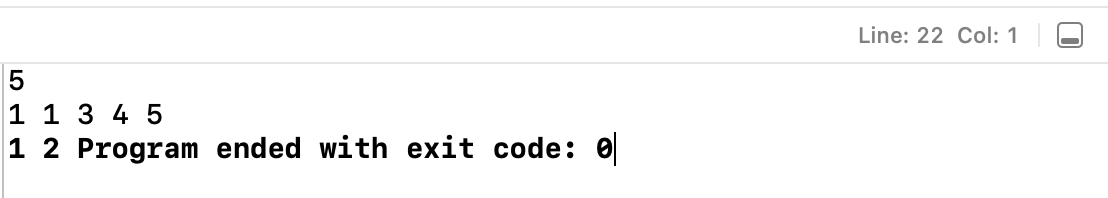 Line: 22 Col: 1
5
1 1 3 4 5
1 2 Program ended with exit code: 0